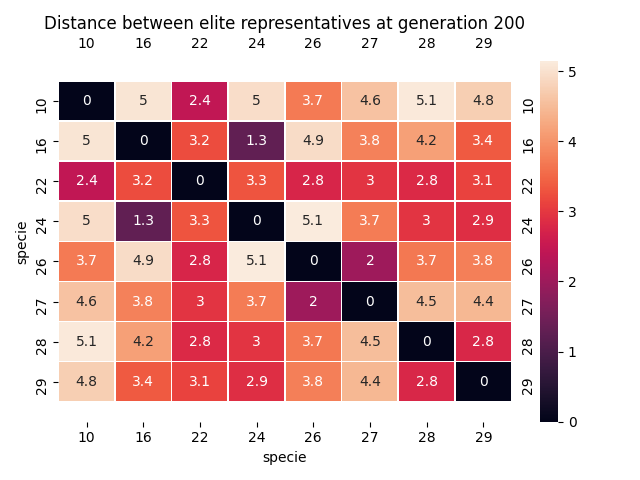 Distance between elite representatives at generation 200
10 16 22 24 26 27 28 29
10 0 5 2.4 5 3.7 4.6 5.1 4.8 10
16 5 0 3.2 1.3 4.9 3.8 4.2 3.4 16
22 2.4 3.2 0 3.3 2.8 3 2.8 3.1 22
24 5 1.3 3.3 0 5.1 3.7 3 2.9 24
26 3.7 4.9 2.8 5.1 0 2 3.7 3.8 26
27 4.6 3.8 3 3.7 2 0 4.5 4.4 27
28 5.1 4.2 2.8 3 3.7 4.5 0 2.8 28
29 4.8 3.4 3.1 2.9 3.8 4.4 2.8 0 29
10 16 22 24 26 27 28 29
specie
specie
5
4
3
2
1
0